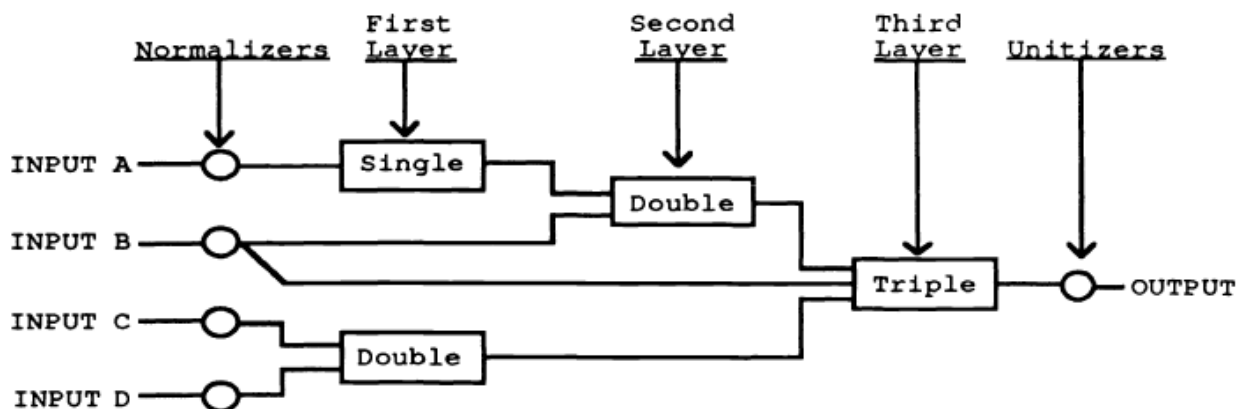 Normalizers
First
Layer
Second
Layer
Third
Layer
Unitizers
INPUT A
Single
Double
INPUT B
Triple
OUTPUT
INPUT C
Double
INPUT D